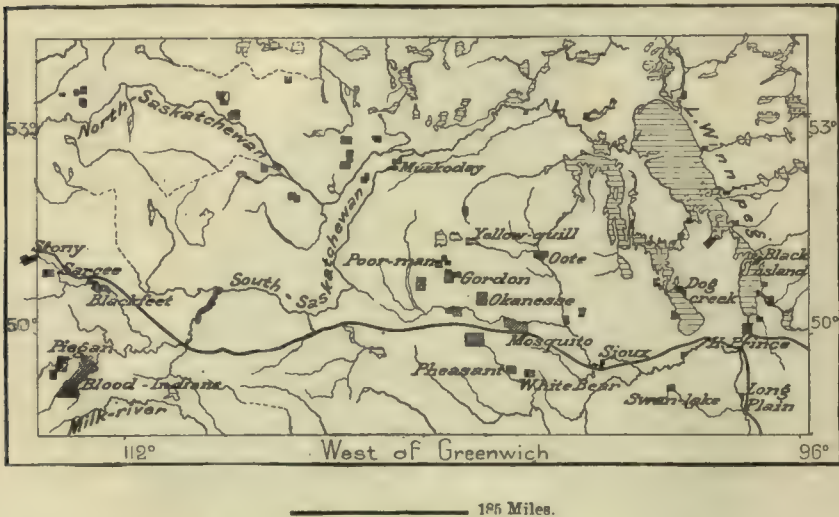 L. Winnipeg
53°
53°
North-Saskatchewan
Muskoday
South-Saskatchewan
Yellow-quill
Stony
Poor-man
Oote
Black island
Sarcee
Gordon
Blackfeet
Okanesse
Dog creek
50°
50°
Piegan
Mosquito
Sioux
H. Prince
Pheasant
Blood-Indians
White Bear
Swan-lake
Long Plain
Milk-river
112°
West of Greenwich
96°
185 Miles.